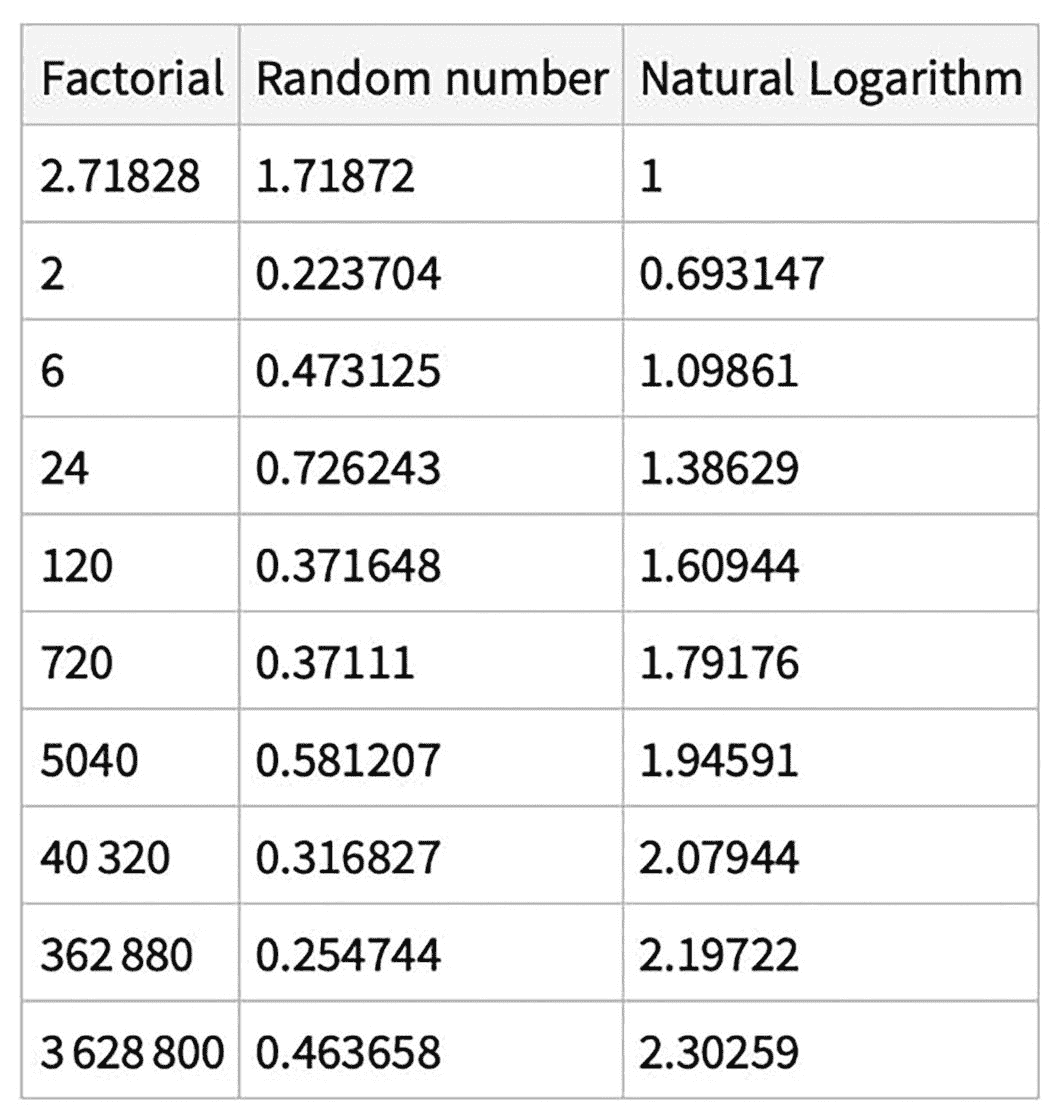 Factorial Random number Natural Logarithm
2.71828 1.71872 1
2 0.223704 0.693147
6 0.473125 1.09861
24 0.726243 1.38629
120 0.371648 1.60944
720 0.37111 1.79176
5040 0.581207 1.94591
40 320 0.316827 2.07944
362 880 0.254744 2.19722
3 628 800 0.463658 2.30259